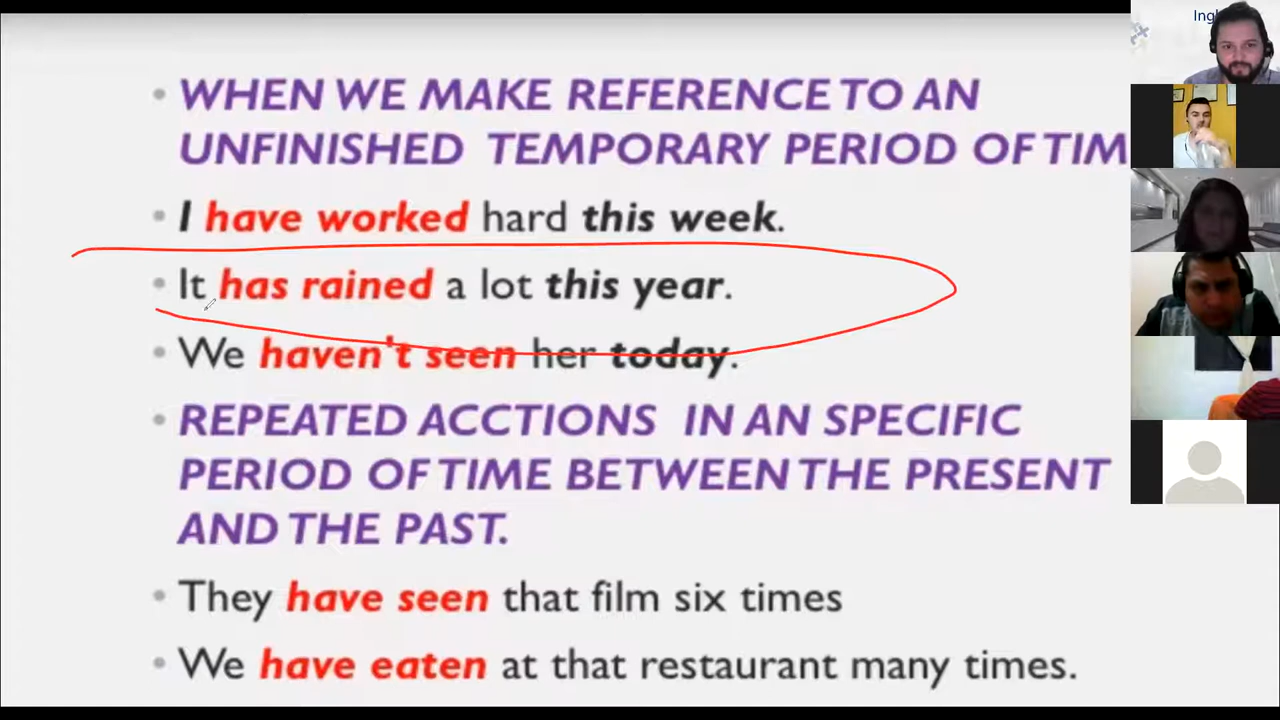 Ingl
• WHEN WE MAKE REFERENCE TO AN
UNFINISHED TEMPORARY PERIOD OF TIM
• I have worked hard this week.
• It has rained a lot this year.
• We haven't seen her today.
• REPEATED ACCTIONS IN AN SPECIFIC
PERIOD OF TIME BETWEEN THE PRESENT
AND THE PAST.
• They have seen that film six times
• We have eaten at that restaurant many times.